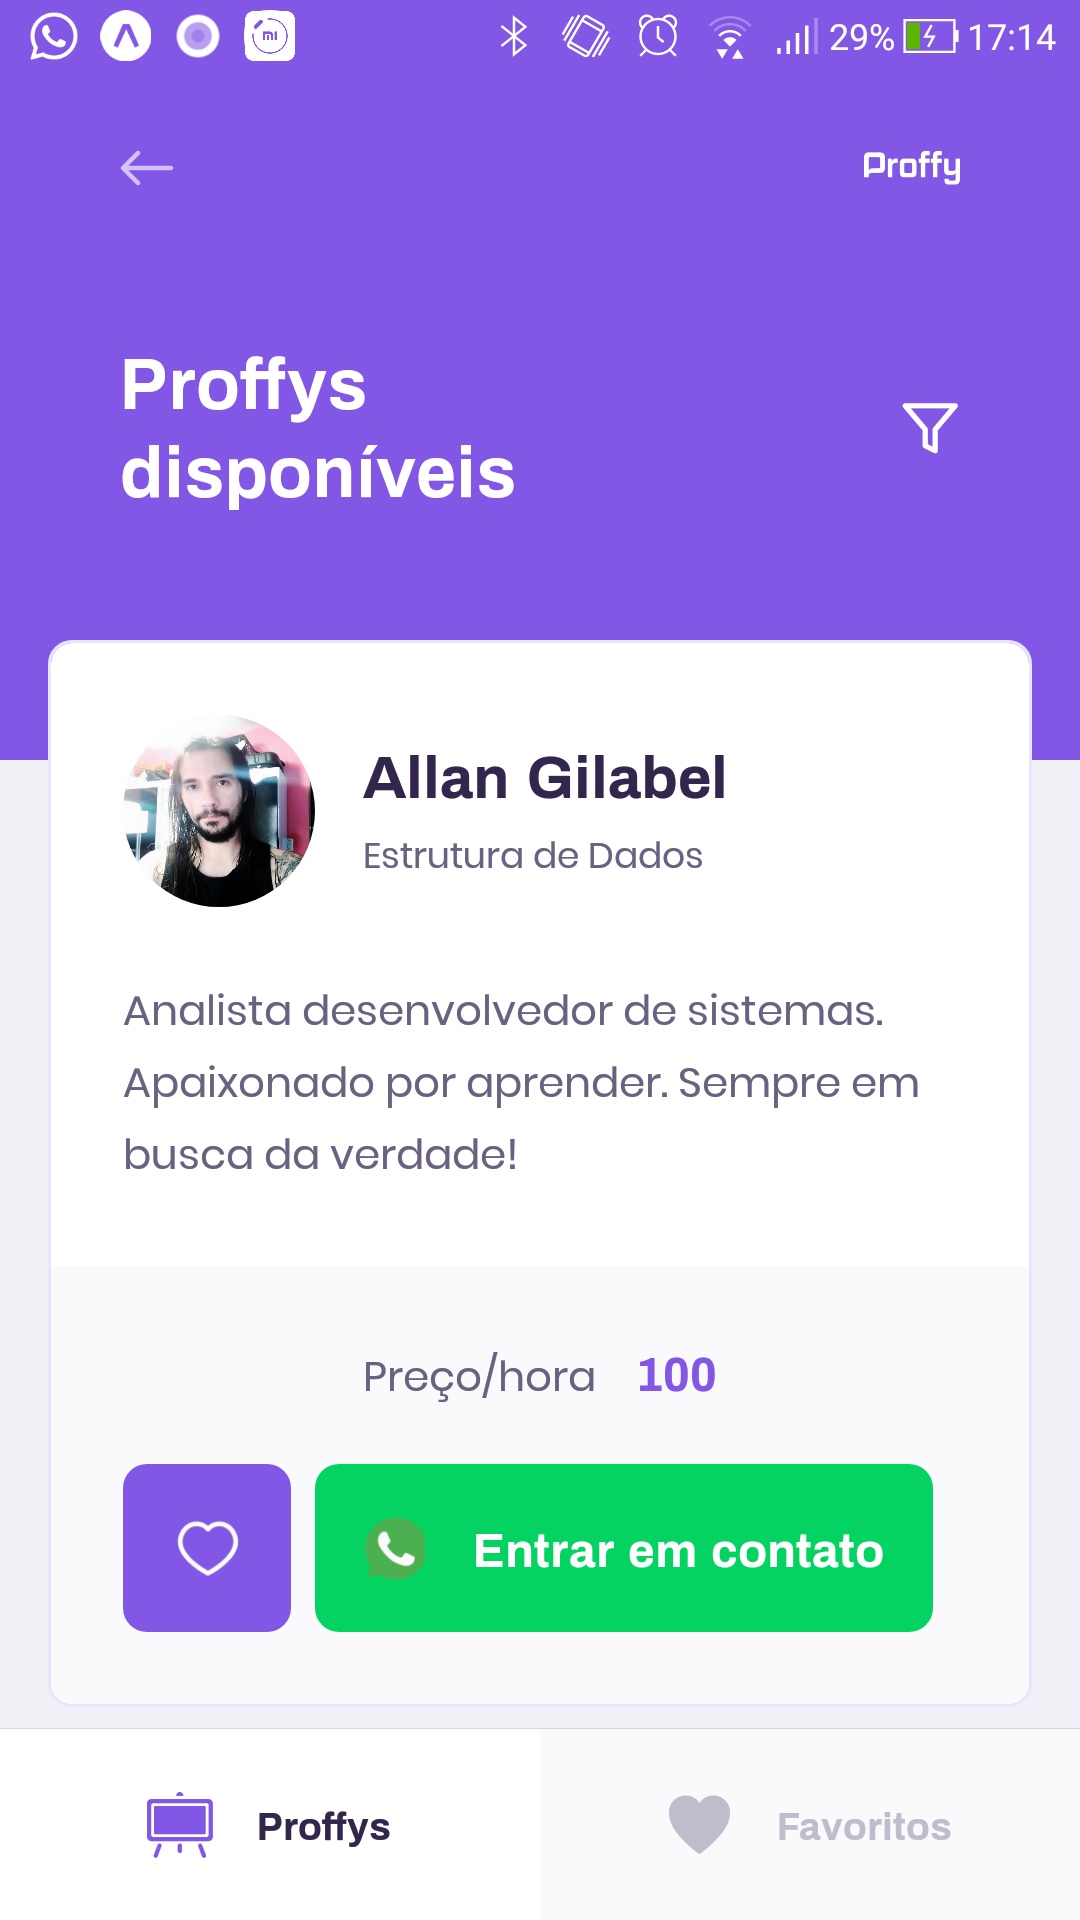 29% 17:14
Proffy
Proffys
disponíveis
Allan Gilabel
Estrutura de Dados
Analista desenvolvedor de sistemas.
Apaixonado por aprender. Sempre em
busca da verdade!
Preço/hora 100
Entrar em contato
Proffys Favoritos